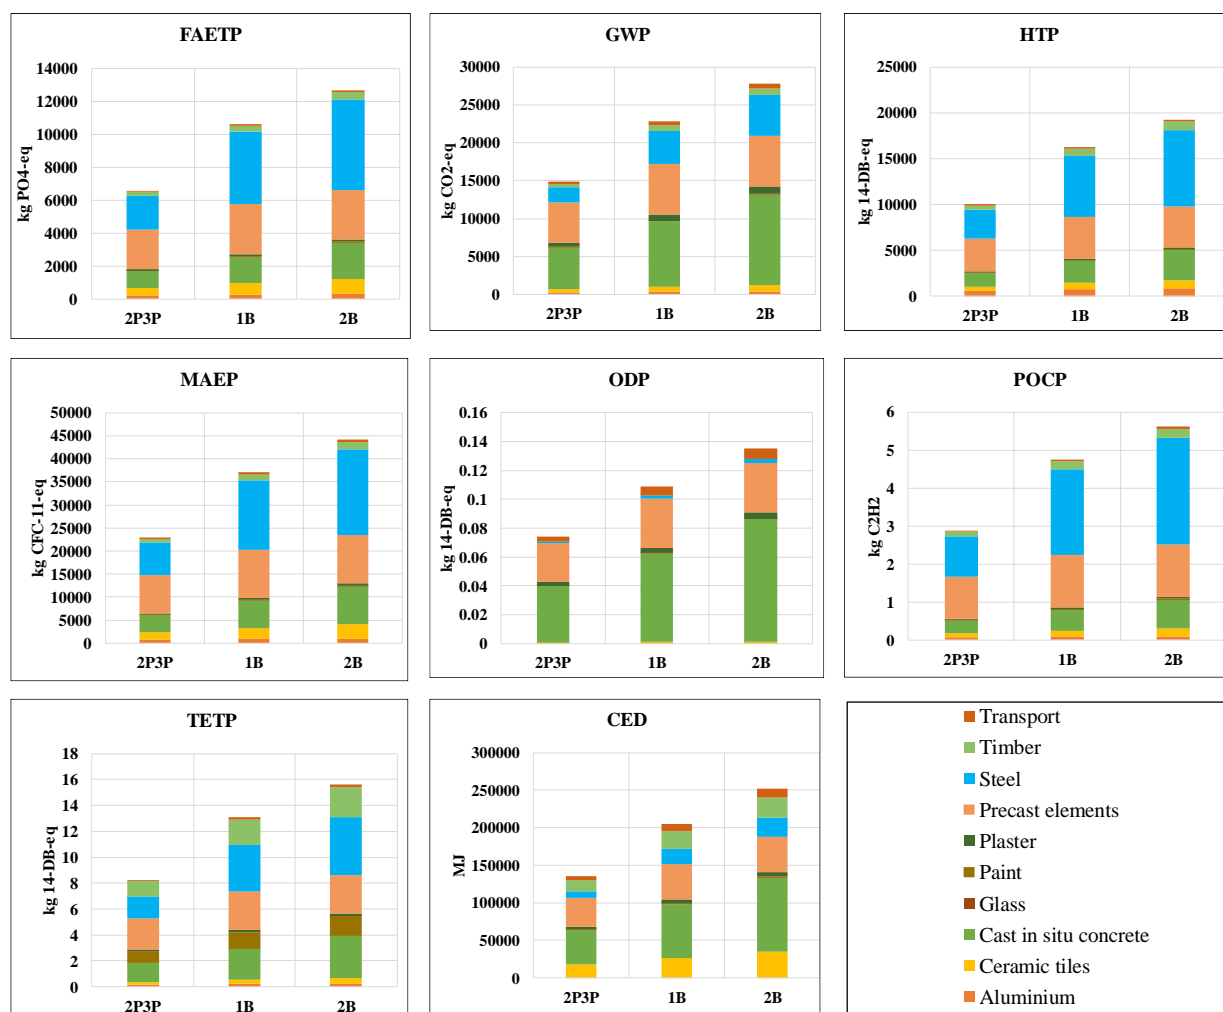 FAETP
kg PO4-eq
14000
12000
10000
8000
6000
4000
2000
0
2P3P 1B 2B
GWP
kg CO2-eq
30000
25000
20000
15000
10000
5000
0
2P3P 1B 2B
HTP
kg 14-DB-eq
25000
20000
15000
10000
5000
0
2P3P 1B 2B
MAEP
kg CFC-11-eq
50000
45000
40000
35000
30000
25000
20000
15000
10000
5000
0
2P3P 1B 2B
ODP
kg 14-DB-eq
0.16
0.14
0.12
0.1
0.08
0.06
0.04
0.02
0
2P3P 1B 2B
POCP
kg C2H2
6
5
4
3
2
1
0
2P3P 1B 2B
TETP
kg 14-DB-eq
18
16
14
12
10
8
6
4
2
0
2P3P 1B 2B
CED
MJ
300000
250000
200000
150000
100000
50000
0
2P3P 1B 2B
Transport
Timber
Steel
Precast elements
Plaster
Paint
Glass
Cast in situ concrete
Ceramic tiles
Aluminium